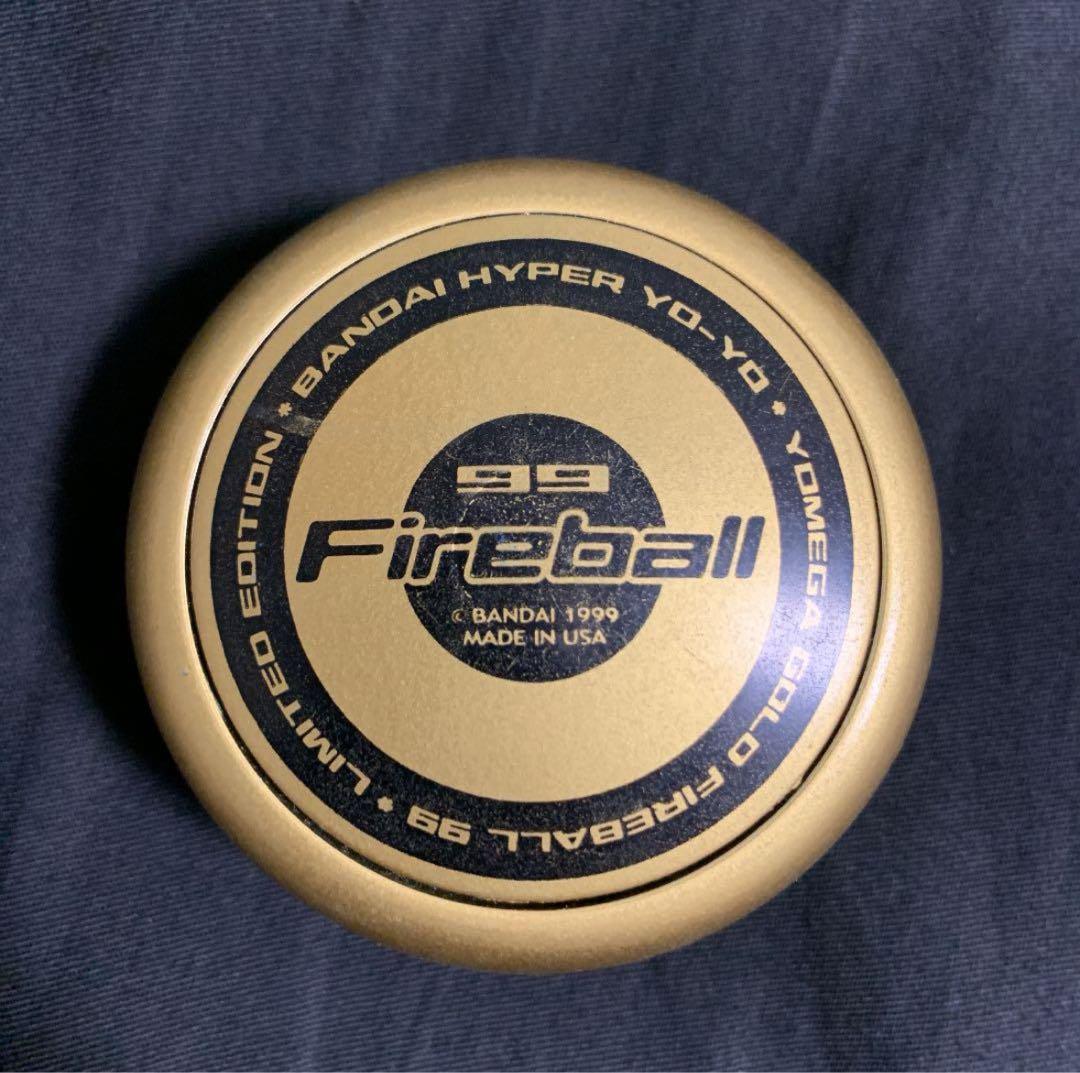 * BANDAI HYPER YO-YO * YOMEGA GOLD FIREBALL 99 * LIMITED EDITION
99
Fireball
© BANDAI 1999
MADE IN USA